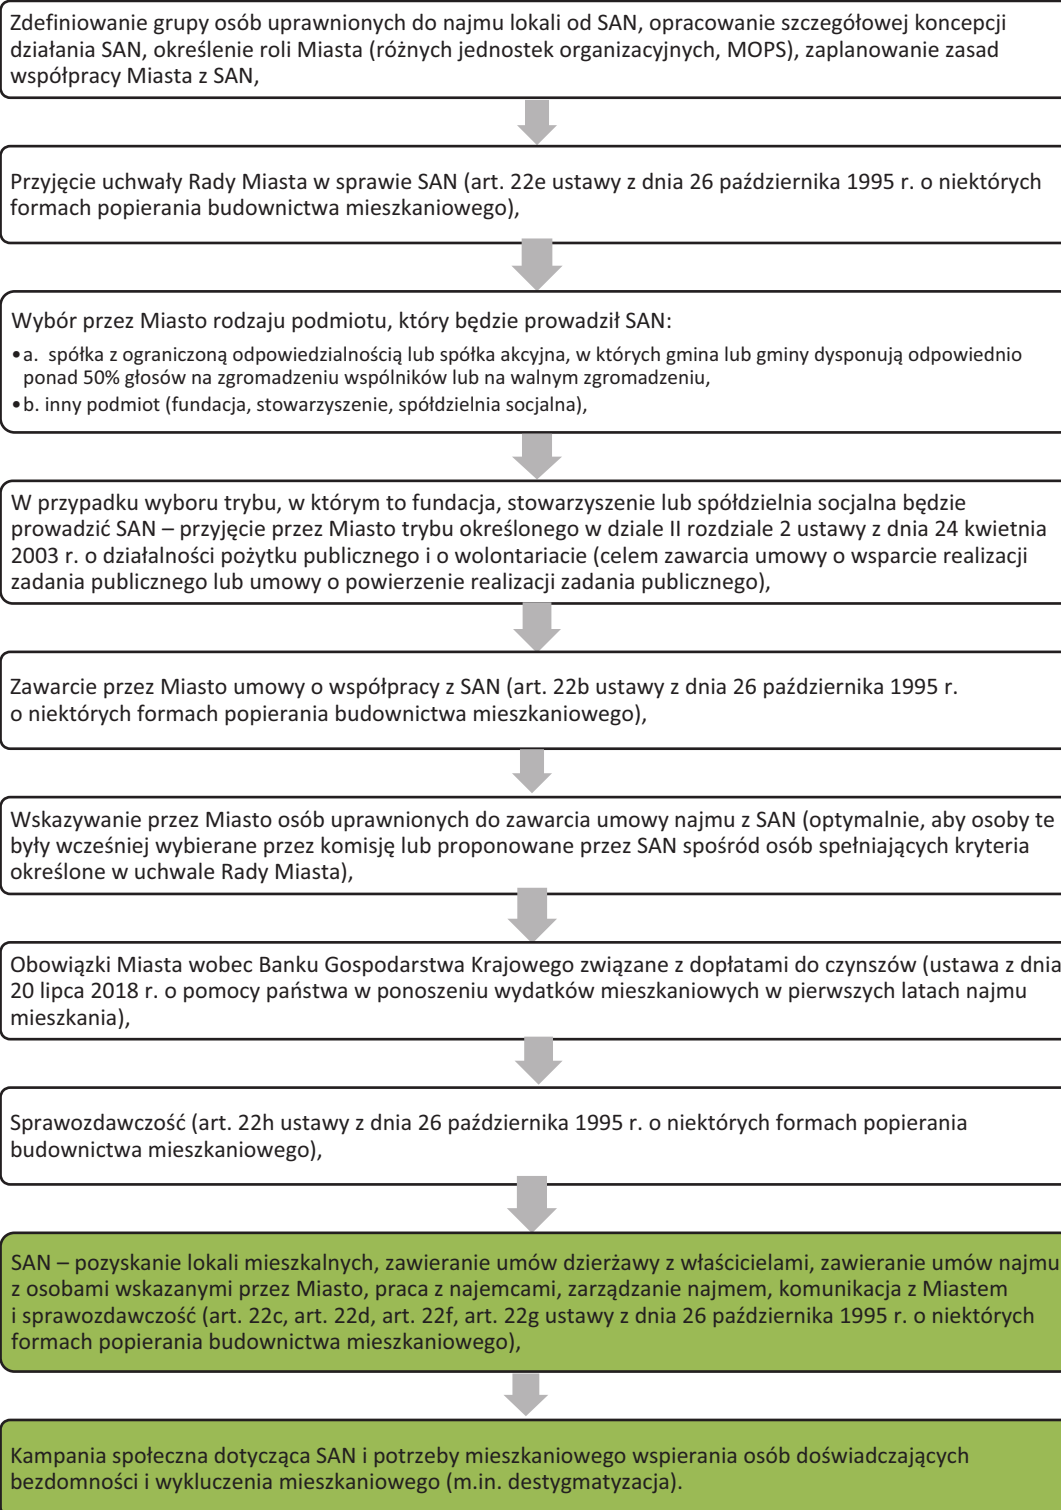 Zdefiniowanie grupy osób uprawnionych do najmu lokali od SAN, opracowanie szczegółowej koncepcji
działania SAN, określenie roli Miasta (różnych jednostek organizacyjnych, MOPS), zaplanowanie zasad
współpracy Miasta z SAN,
Przyjęcie uchwały Rady Miasta w sprawie SAN (art. 22e ustawy z dnia 26 października 1995 r. o niektórych
formach popierania budownictwa mieszkaniowego),
Wybór przez Miasto rodzaju podmiotu, który będzie prowadził SAN:
•a. spółka z ograniczoną odpowiedzialnością lub spółka akcyjna, w których gmina lub gminy dysponują odpowiednio
ponad 50% głosów na zgromadzeniu wspólników lub na walnym zgromadzeniu,
•b. inny podmiot (fundacja, stowarzyszenie, spółdzielnia socjalna),
W przypadku wyboru trybu, w którym to fundacja, stowarzyszenie lub spółdzielnia socjalna będzie
prowadzić SAN – przyjęcie przez Miasto trybu określonego w dziale II rozdziale 2 ustawy z dnia 24 kwietnia
2003 r. o działalności pożytku publicznego i o wolontariacie (celem zawarcia umowy o wsparcie realizacji
zadania publicznego lub umowy o powierzenie realizacji zadania publicznego),
Zawarcie przez Miasto umowy o współpracy z SAN (art. 22b ustawy z dnia 26 października 1995 r.
o niektórych formach popierania budownictwa mieszkaniowego),
Wskazywanie przez Miasto osób uprawnionych do zawarcia umowy najmu z SAN (optymalnie, aby osoby te
były wcześniej wybierane przez komisję lub proponowane przez SAN spośród osób spełniających kryteria
określone w uchwale Rady Miasta),
Obowiązki Miasta wobec Banku Gospodarstwa Krajowego związane z dopłatami do czynszów (ustawa z dnia
20 lipca 2018 r. o pomocy państwa w ponoszeniu wydatków mieszkaniowych w pierwszych latach najmu
mieszkania),
Sprawozdawczość (art. 22h ustawy z dnia 26 października 1995 r. o niektórych formach popierania
budownictwa mieszkaniowego),
SAN – pozyskanie lokali mieszkalnych, zawieranie umów dzierżawy z właścicielami, zawieranie umów najmu
z osobami wskazanymi przez Miasto, praca z najemcami, zarządzanie najmem, komunikacja z Miastem
i sprawozdawczość (art. 22c, art. 22d, art. 22f, art. 22g ustawy z dnia 26 października 1995 r. o niektórych
formach popierania budownictwa mieszkaniowego),
Kampania społeczna dotycząca SAN i potrzeby mieszkaniowego wspierania osób doświadczających
bezdomności i wykluczenia mieszkaniowego (m.in. destygmatyzacja).